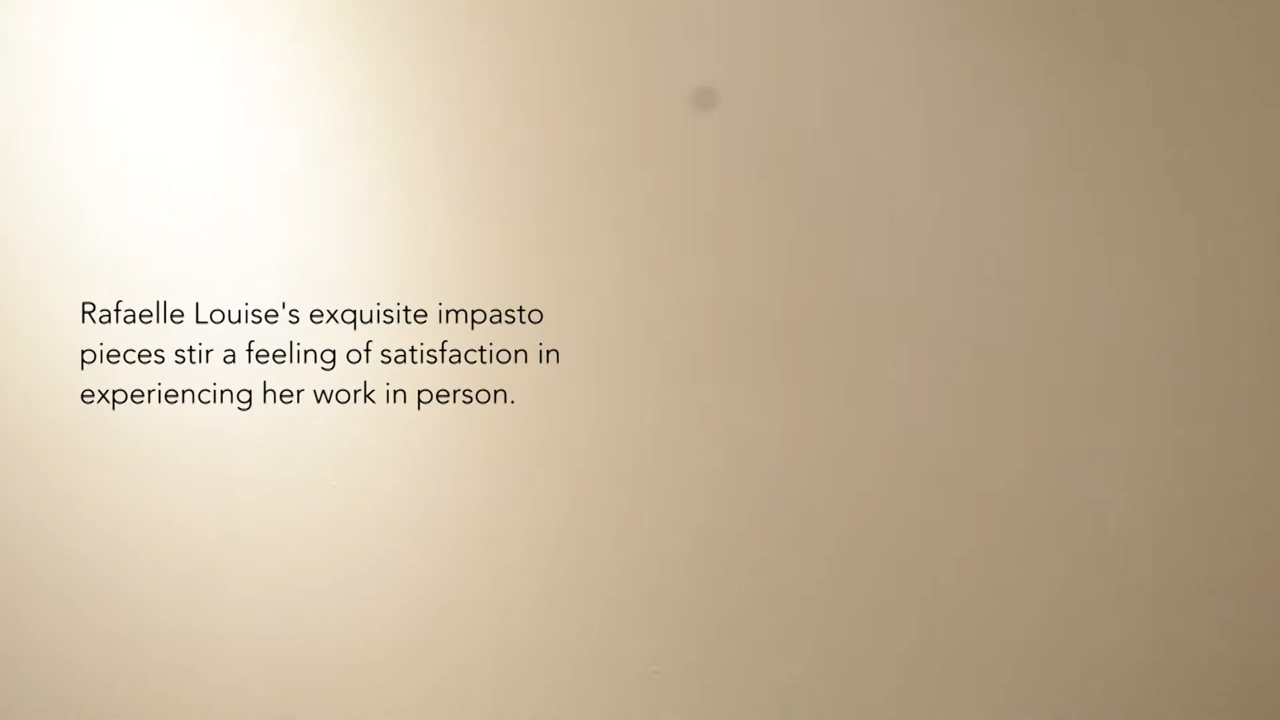 Rafaelle Louise's exquisite impasto
pieces stir a feeling of satisfaction in
experiencing her work in person.